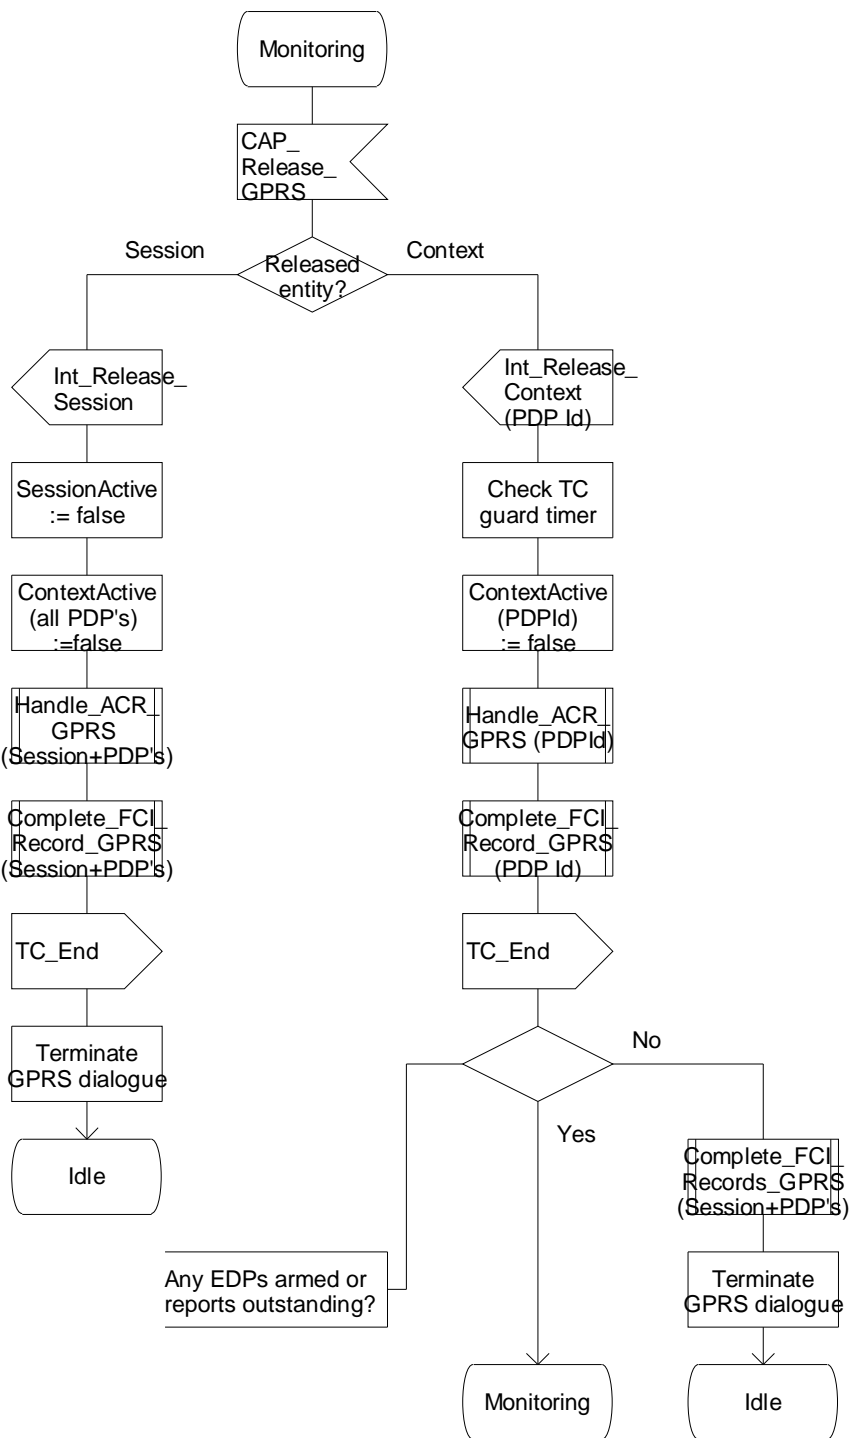 Monitoring
CAP_
Release_
GPRS
Session
Released
entity?
Context
Int_Release_
Session
Int_Release_
Context
(PDP Id)
SessionActive
:= false
Check TC
guard timer
ContextActive
(all PDP's)
:=false
ContextActive
(PDPId)
:= false
Handle_ACR_
GPRS
(Session+PDP's)
Handle_ACR_
GPRS (PDPId)
Complete_FCI_
Record_GPRS
(Session+PDP's)
Complete_FCI_
Record_GPRS
(PDP Id)
TC_End
TC_End
Terminate
GPRS dialogue
No
Yes
Idle
Complete_FCI_
Records_GPRS
(Session+PDP's)
Any EDPs armed or
reports outstanding?
Terminate
GPRS dialogue
Monitoring
Idle